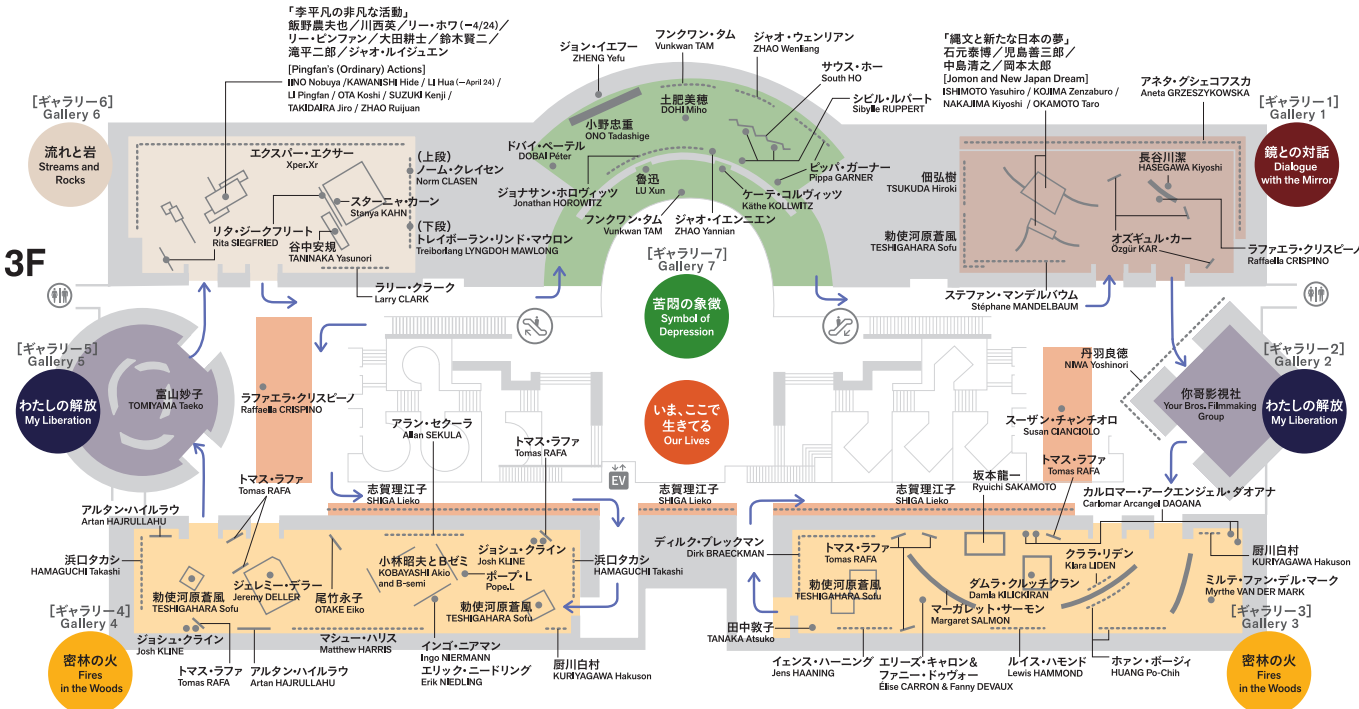 3F
「李平凡の非凡な活動」
飯野農夫也／川西英／リー・ホワ（−4/24）／
リー・ピンファン／大田耕士／鈴木賢二／
滝平二郎／ジャオ・ルイジュエン
[Pingfan's (Ordinary) Actions]
IINO Nobuya / KAWANISHI Hide / LI Hua (−April 24) /
LI Pingfan / OTA Koshi / SUZUKI Kenji /
TAKIDAIRA Jiro / ZHAO Ruijuan
[ギャラリー6]
Gallery 6
流れと岩
Streams and
Rocks
エクスパー・エクサー
Xper.Xr
（上段）
ノーム・クレイセン
Norm CLASEN
スターニャ・カーン
Stanya KAHN
（下段）
トレイボーラン・リンド・マウロン
Treiborlang LYNGDOH MAWLONG
リタ・ジークフリート
Rita SIEGFRIED
谷中安規
TANINAKA Yasunori
ラリー・クラーク
Larry CLARK
ジョン・イエフー
ZHENG Yefu
フンクワン・タム
Vunkwan TAM
ジャオ・ウェンリアン
ZHAO Wenliang
サウス・ホー
South HO
シビル・ルパート
Sibylle RUPPERT
土肥美穂
DOHI Miho
小野忠重
ONO Tadashige
ドバイ・ペーテル
DOBAI Péter
ジョナサン・ホロヴィッツ
Jonathan HOROWITZ
魯迅
LU Xun
ピッパ・ガーナー
Pippa GARNER
ケーテ・コルヴィッツ
Käthe KOLLWITZ
フンクワン・タム
Vunkwan TAM
ジャオ・イエンニエン
ZHAO Yannian
[ギャラリー7]
Gallery 7
苦悶の象徴
Symbol of
Depression
いま、ここで
生きてる
Our Lives
「縄文と新たな日本の夢」
石元泰博／児島善三郎／
中島清之／岡本太郎
[Jomon and New Japan Dream]
ISHIMOTO Yasuhiro / KOJIMA Zenzaburo /
NAKAJIMA Kiyoshi / OKAMOTO Taro
アネタ・グシェコフスカ
Aneta GRZESZYKOWSKA
[ギャラリー1]
Gallery 1
鏡との対話
Dialogue
with the Mirror
長谷川潔
HASEGAWA Kiyoshi
佃弘樹
TSUKUDA Hiroki
勅使河原蒼風
TESHIGAHARA Sofu
オズギュル・カー
Özgür KAR
ラファエラ・クリスピーノ
Raffaella CRISPINO
ステファン・マンデルバウム
Stéphane MANDELBAUM
[ギャラリー5]
Gallery 5
わたしの解放
My Liberation
富山妙子
TOMIYAMA Taeko
ラファエラ・クリスピーノ
Raffaella CRISPINO
アラン・セクーラ
Allan SEKULA
トマス・ラファ
Tomas RAFA
EV
丹羽良徳
NIWA Yoshinori
[ギャラリー2]
Gallery 2
わたしの解放
My Liberation
你哥影視社
Your Bros. Filmmaking
Group
スーザン・チャンチオロ
Susan CIANCIOLO
トマス・ラファ
Tomas RAFA
坂本龍一
Ryuichi SAKAMOTO
カルロマー・アークエンジェル・ダオアナ
Carlomar Arcangel DAOANA
トマス・ラファ
Tomas RAFA
志賀理江子
SHIGA Lieko
志賀理江子
SHIGA Lieko
志賀理江子
SHIGA Lieko
アルタン・ハイルラウ
Artan HAJRULLAHU
浜口タカシ
HAMAGUCHI Takashi
勅使河原蒼風
TESHIGAHARA Sofu
ジェレミー・デラー
Jeremy DELLER
尾竹永子
OTAKE Eiko
小林昭夫とBゼミ
KOBAYASHI Akio
and B-semi
ジョシュ・クライン
Josh KLINE
ポープ・L
Pope.L
勅使河原蒼風
TESHIGAHARA Sofu
浜口タカシ
HAMAGUCHI Takashi
[ギャラリー4]
Gallery 4
密林の火
Fires
in the Woods
ジョシュ・クライン
Josh KLINE
トマス・ラファ
Tomas RAFA
アルタン・ハイルラウ
Artan HAJRULLAHU
マシュー・ハリス
Matthew HARRIS
インゴ・ニアマン
Ingo NIERMANN
エリック・ニードリング
Erik NIEDLING
厨川白村
KURIYAGAWA Hakuson
ディルク・ブレックマン
Dirk BRAECKMAN
トマス・ラファ
Tomas RAFA
勅使河原蒼風
TESHIGAHARA Sofu
ダムラ・クルッチクラン
Damla KILICKIRAN
クララ・リデン
Klara LIDEN
マーガレット・サーモン
Margaret SALMON
厨川白村
KURIYAGAWA Hakuson
ミルテ・ファン・デル・マーク
Myrthe VAN DER MARK
[ギャラリー3]
Gallery 3
密林の火
Fires
in the Woods
田中敦子
TANAKA Atsuko
イェンス・ハーニング
Jens HAANING
エリーズ・キャロン＆
ファニー・ドゥヴォー
Élise CARRON & Fanny DEVAUX
ルイス・ハモンド
Lewis HAMMOND
ホァン・ボージィ
HUANG Po-Chih